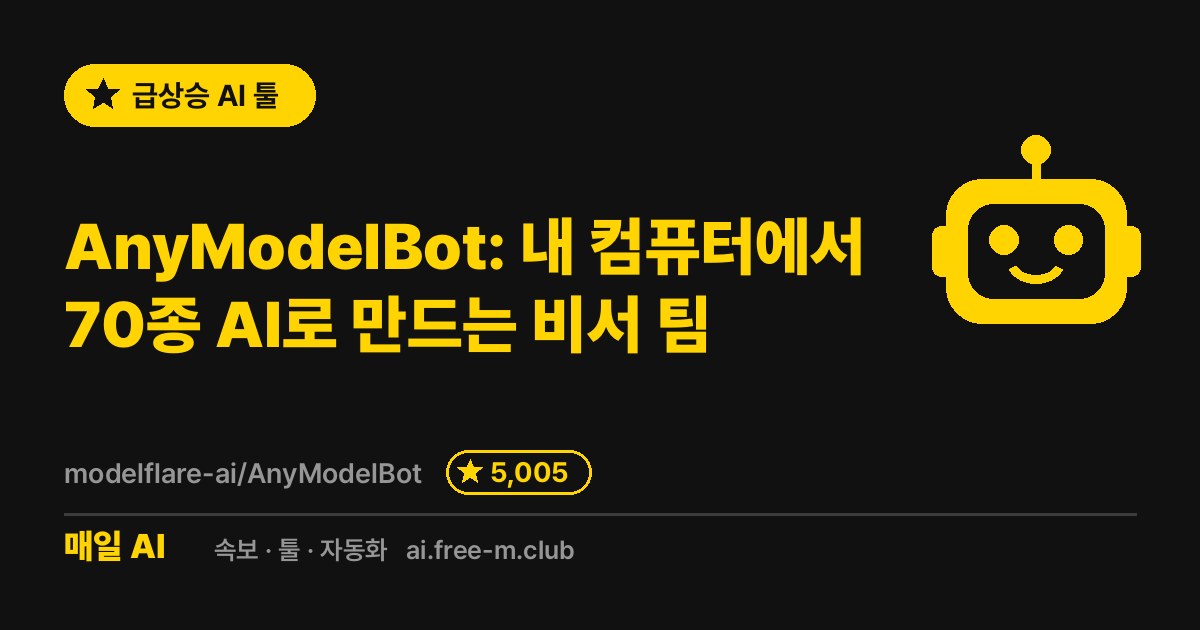 ★ 급상승 AI 툴
AnyModelBot: 내 컴퓨터에서
70종 AI로 만드는 비서 팀
modelflare-ai/AnyModelBot ★ 5,005
매일 AI 속보 · 툴 · 자동화 ai.free-m.club